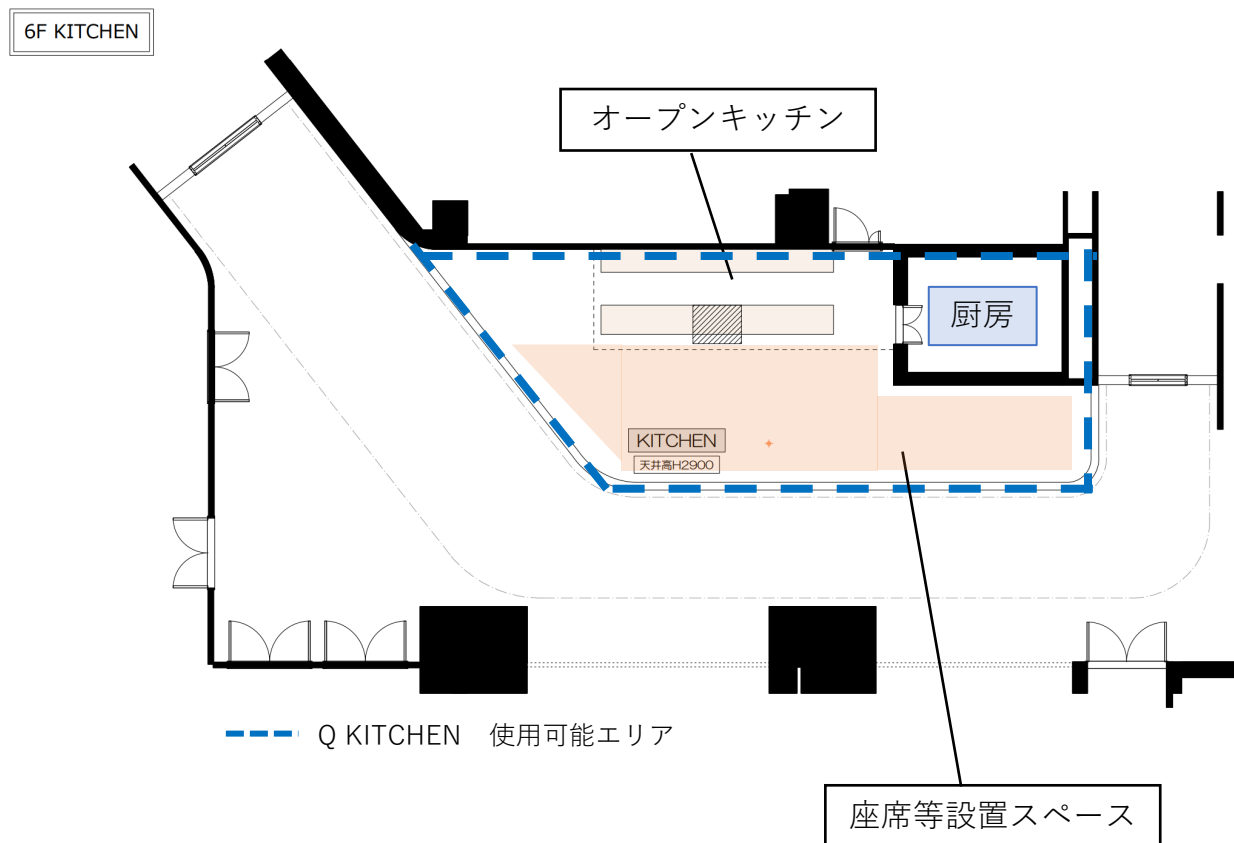 6F KITCHEN
オープンキッチン
厨房
KITCHEN
天井高H2900
Q KITCHEN　使用可能エリア
座席等設置スペース